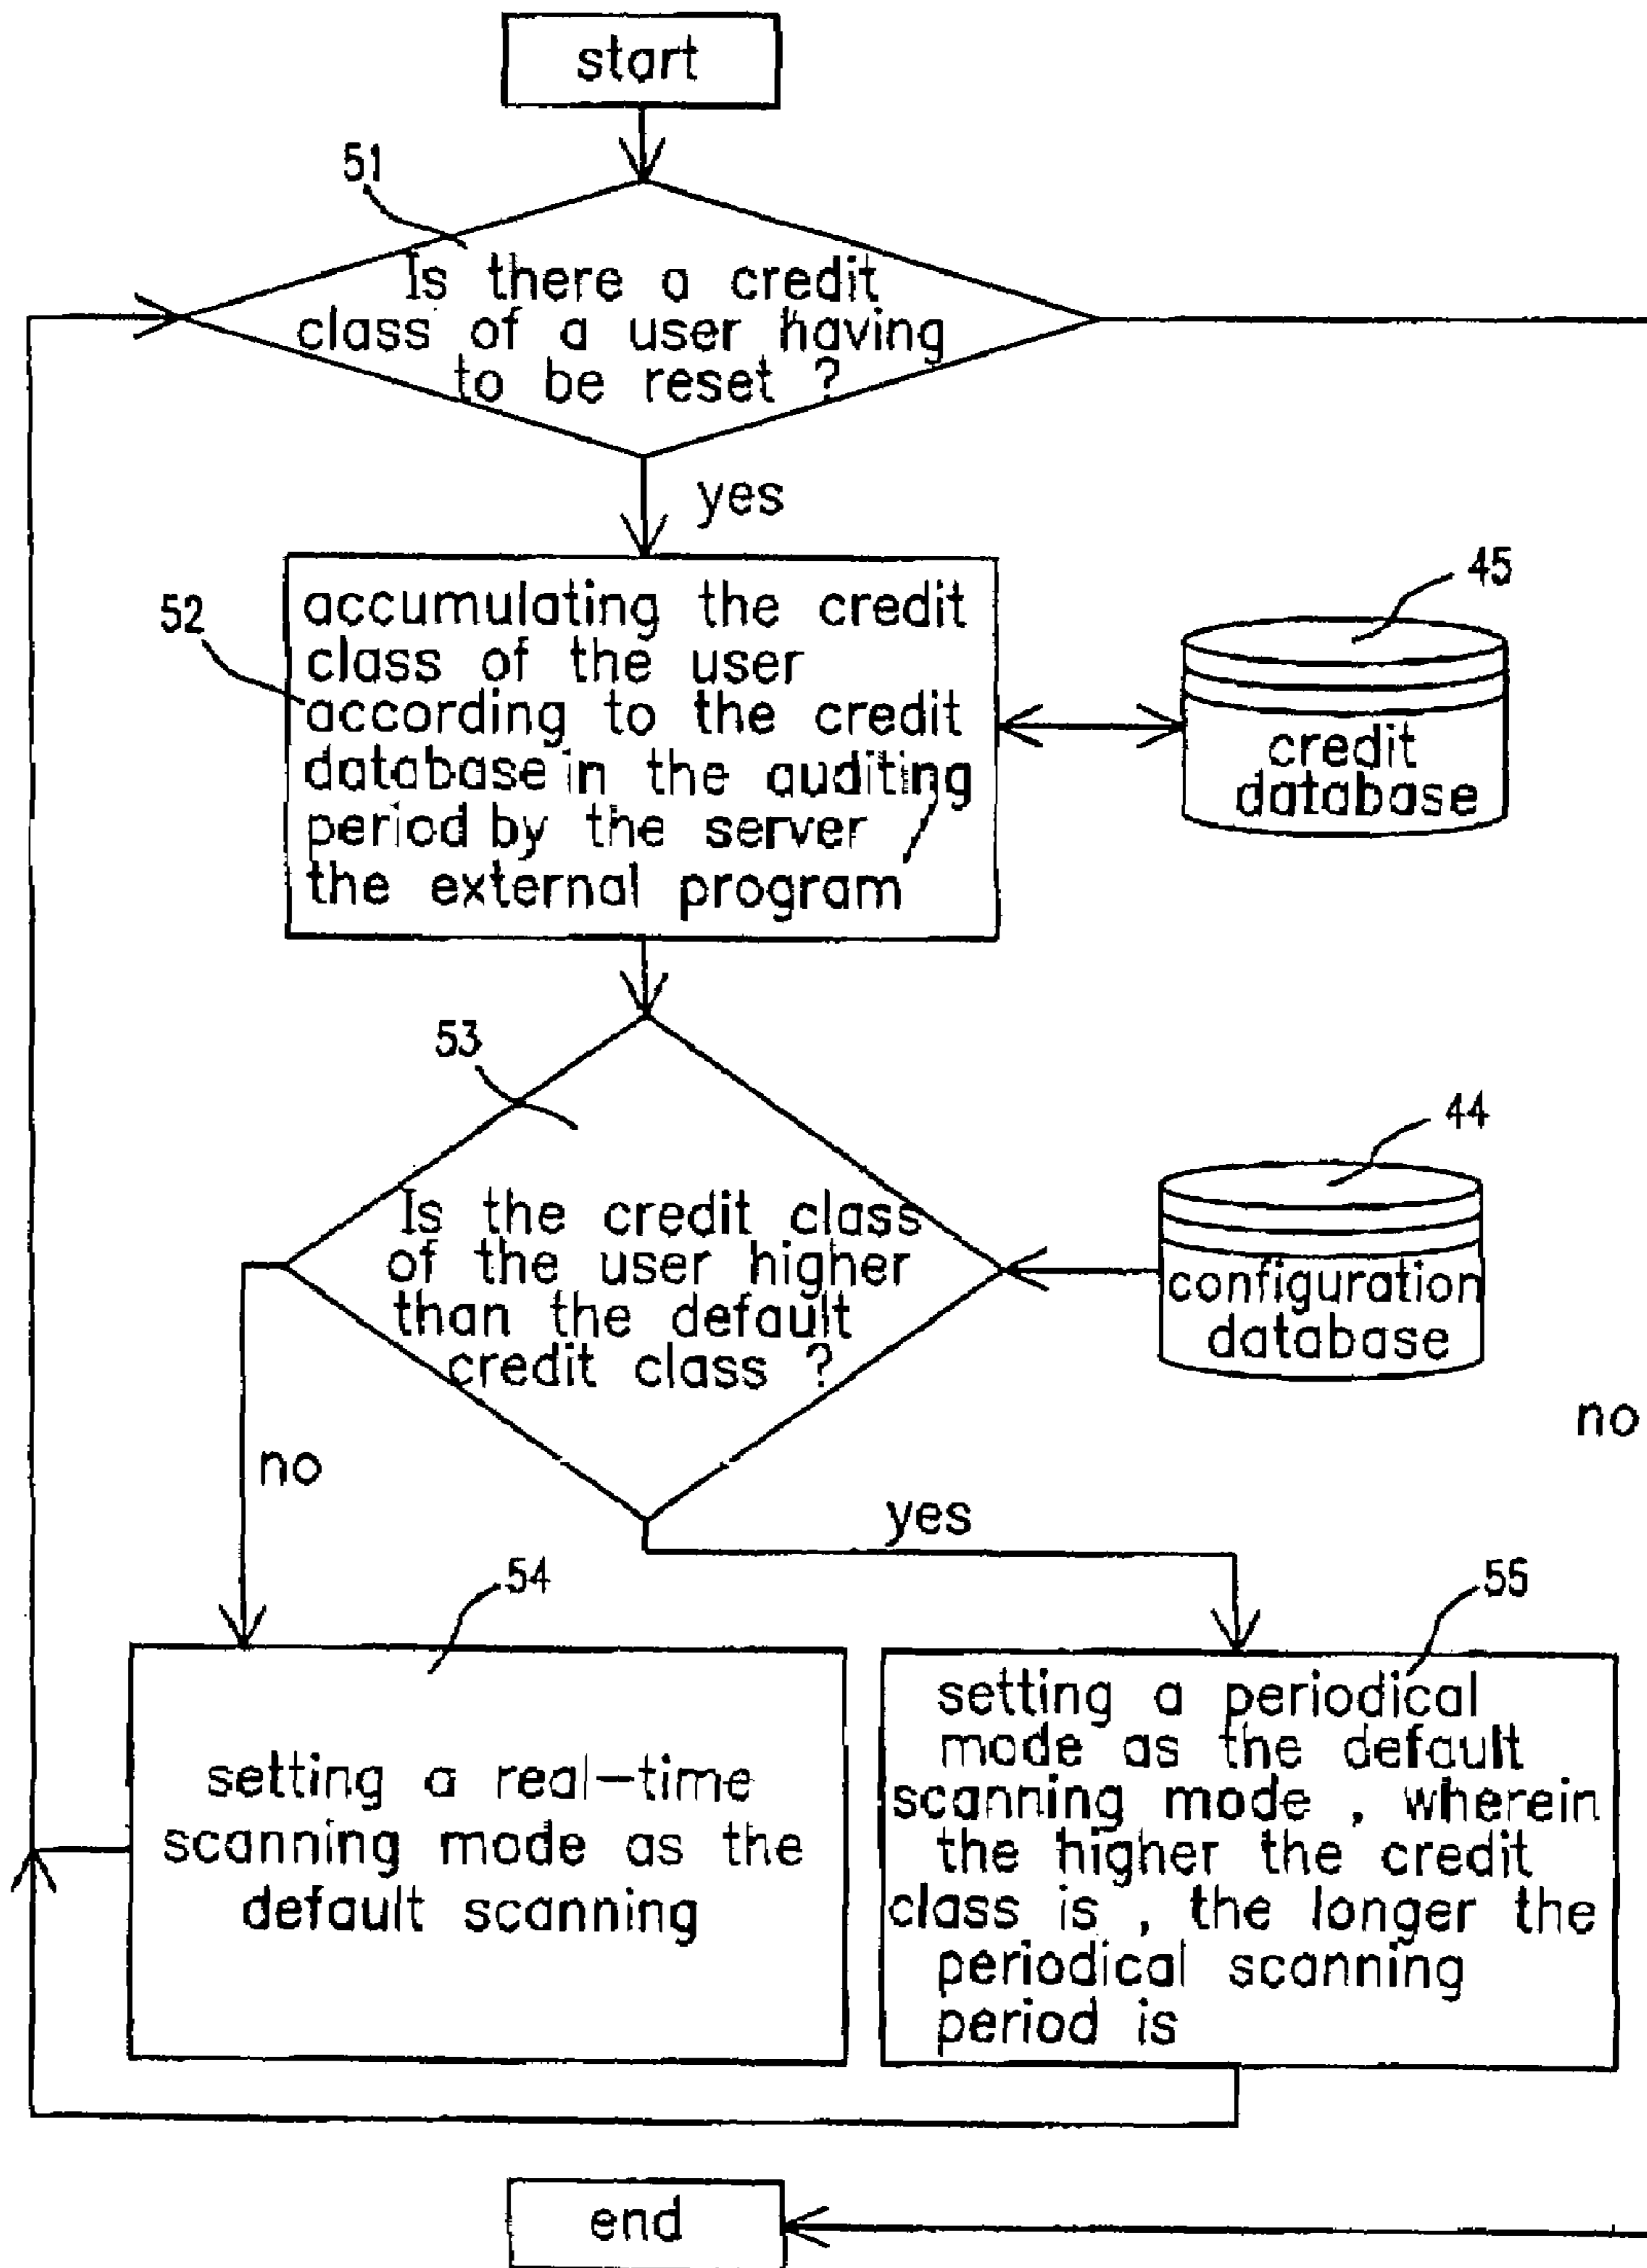 start
51
Is there a credit
class of a user having
to be reset ?
yes
52
accumulating the credit
class of the user
according to the credit
database in the auditing
period by the server
the external program
45
credit
database
53
Is the credit class
of the user higher
than the default
credit class ?
44
configuration
database
no
no
yes
54
setting a real-time
scanning mode as the
default scanning
55
setting a periodical
mode as the default
scanning mode , wherein
the higher the credit
class is , the longer the
periodical scanning
period is
end